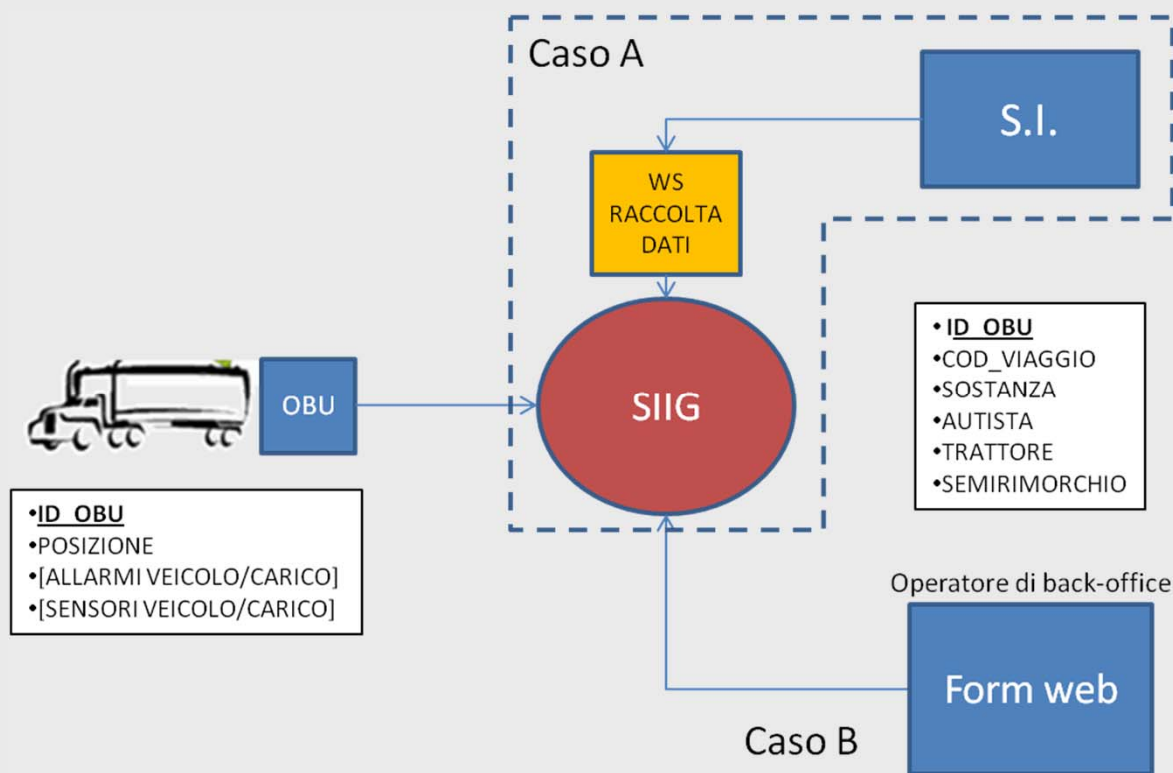 Caso A
S.I.
WS
RACCOLTA
DATI
SIIG
OBU
•ID_OBU
•POSIZIONE
•[ALLARMI VEICOLO/CARICO]
•[SENSORI VEICOLO/CARICO]
•ID_OBU
•COD_VIAGGIO
•SOSTANZA
•AUTISTA
•TRATTORE
•SEMIRIMORCHIO
Operatore di back-office
Form web
Caso B